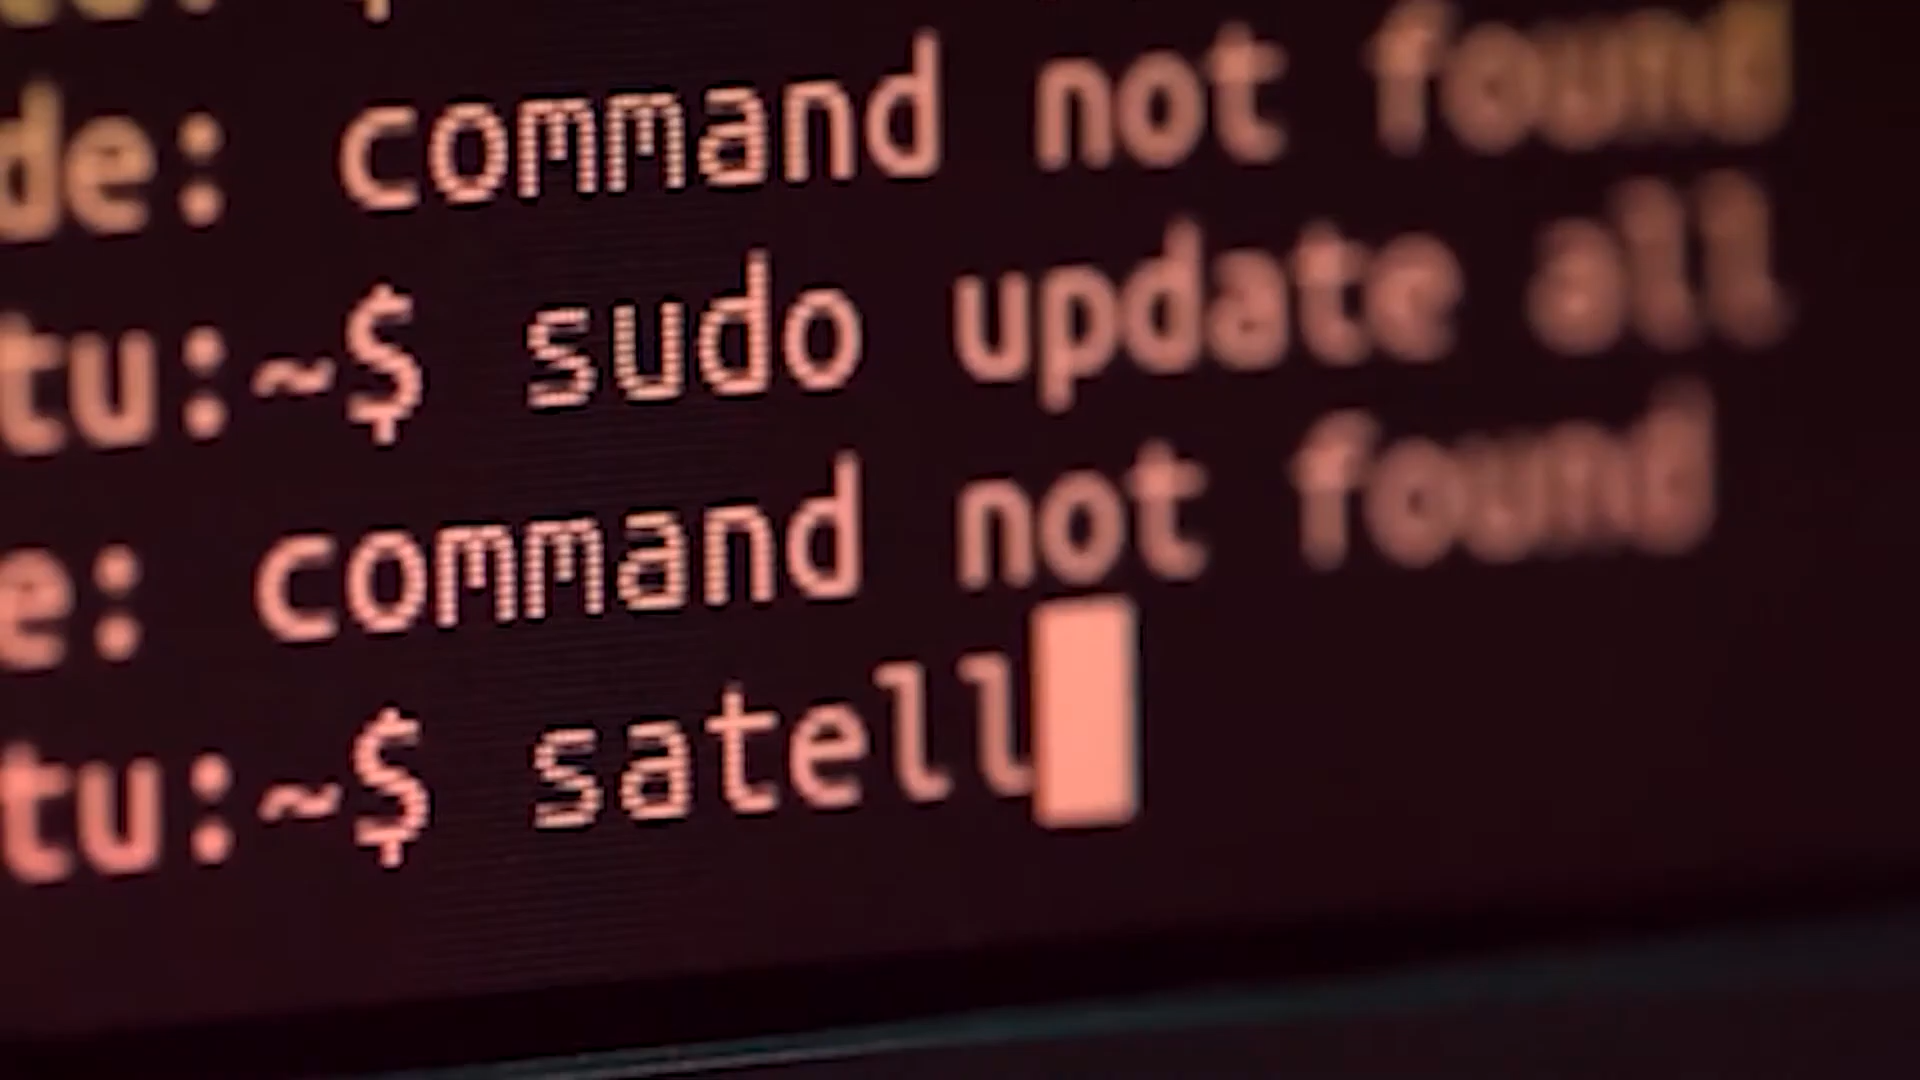 de: command not found
tu:~$ sudo update all
e: command not found
tu:~$ satell